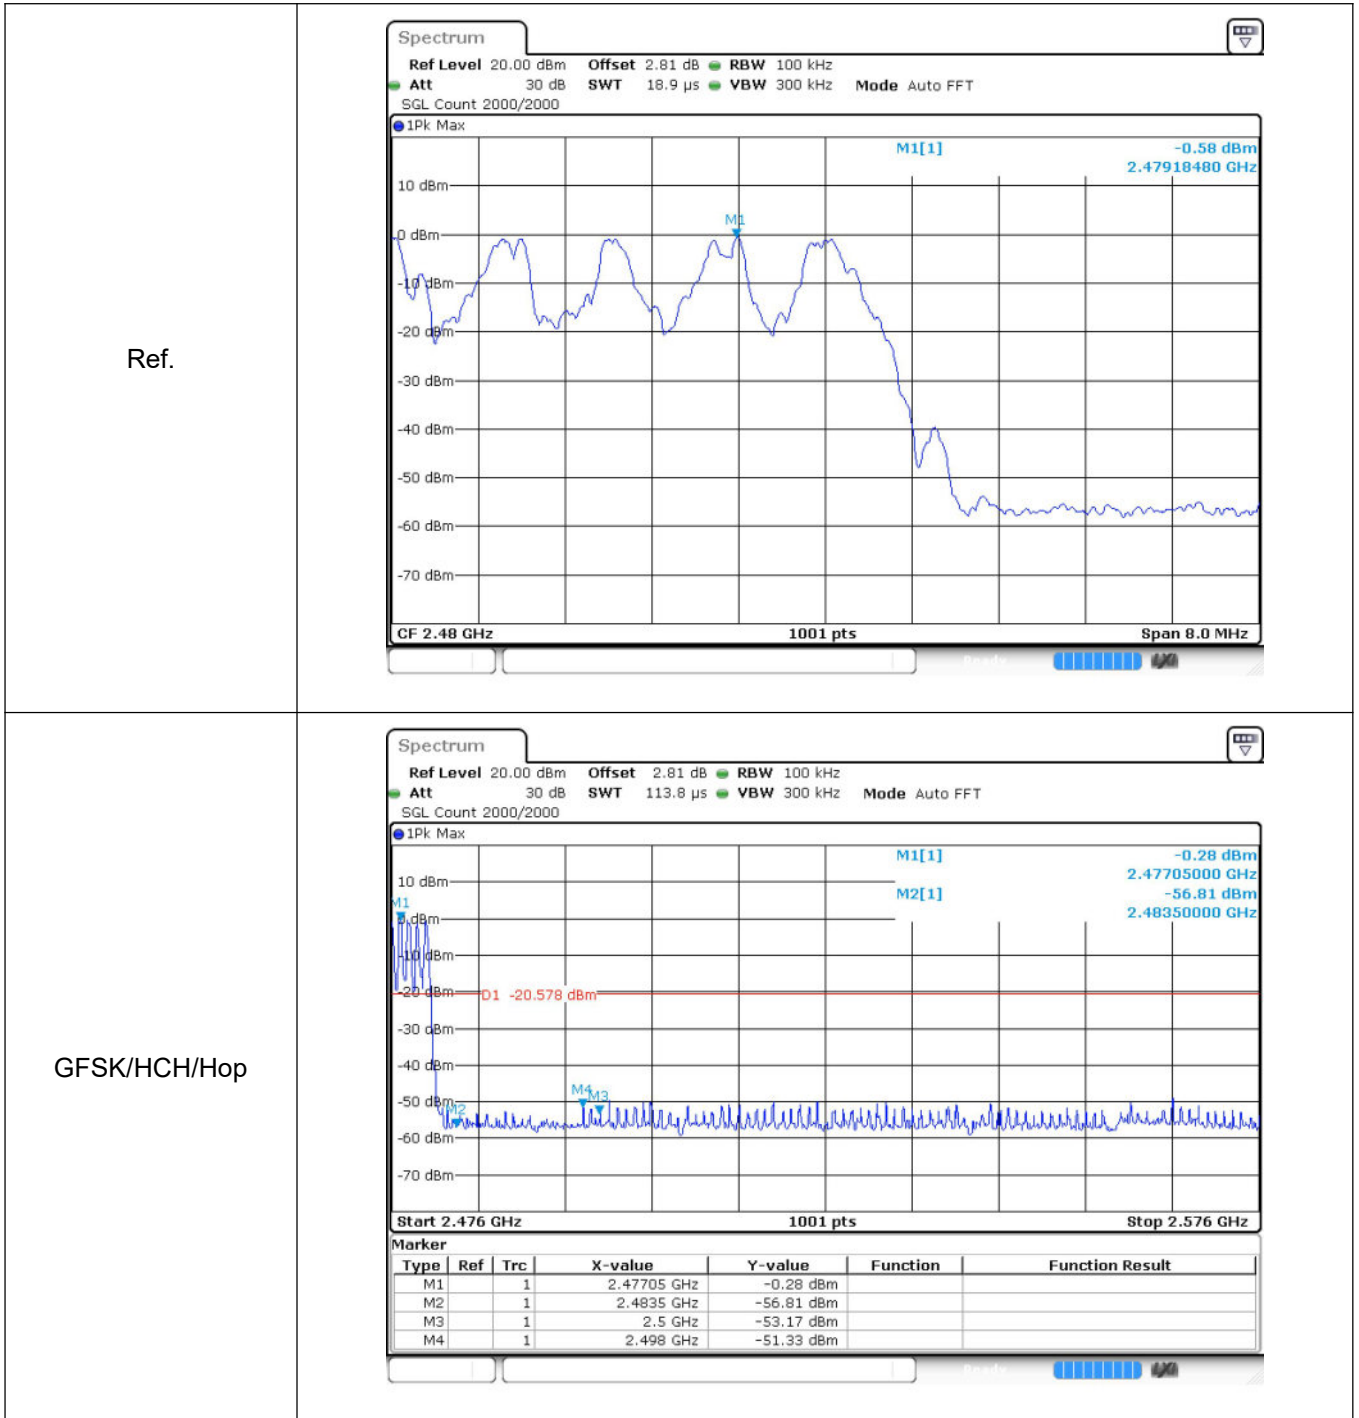 Ref.
Spectrum
Ref Level 20.00 dBm Offset 2.81 dB RBW 100 kHz
Att 30 dB SWT 18.9 µs VBW 300 kHz Mode Auto FFT
SGL Count 2000/2000
1Pk Max
M1[1] -0.58 dBm
2.47918480 GHz
10 dBm
M1
0 dBm
-10 dBm
-20 dBm
-30 dBm
-40 dBm
-50 dBm
-60 dBm
-70 dBm
CF 2.48 GHz 1001 pts Span 8.0 MHz
Ready
GFSK/HCH/Hop
Spectrum
Ref Level 20.00 dBm Offset 2.81 dB RBW 100 kHz
Att 30 dB SWT 113.8 µs VBW 300 kHz Mode Auto FFT
SGL Count 2000/2000
1Pk Max
M1[1] -0.28 dBm
2.47705000 GHz
10 dBm
M2[1] -56.81 dBm
M1
2.48350000 GHz
0 dBm
-10 dBm
-20 dBm D1 -20.578 dBm
-30 dBm
-40 dBm
M4 M3
-50 dBm
M2
-60 dBm
-70 dBm
Start 2.476 GHz 1001 pts Stop 2.576 GHz
Marker
Type Ref Trc X-value Y-value Function Function Result
M1 1 2.47705 GHz -0.28 dBm
M2 1 2.4835 GHz -56.81 dBm
M3 1 2.5 GHz -53.17 dBm
M4 1 2.498 GHz -51.33 dBm
Ready